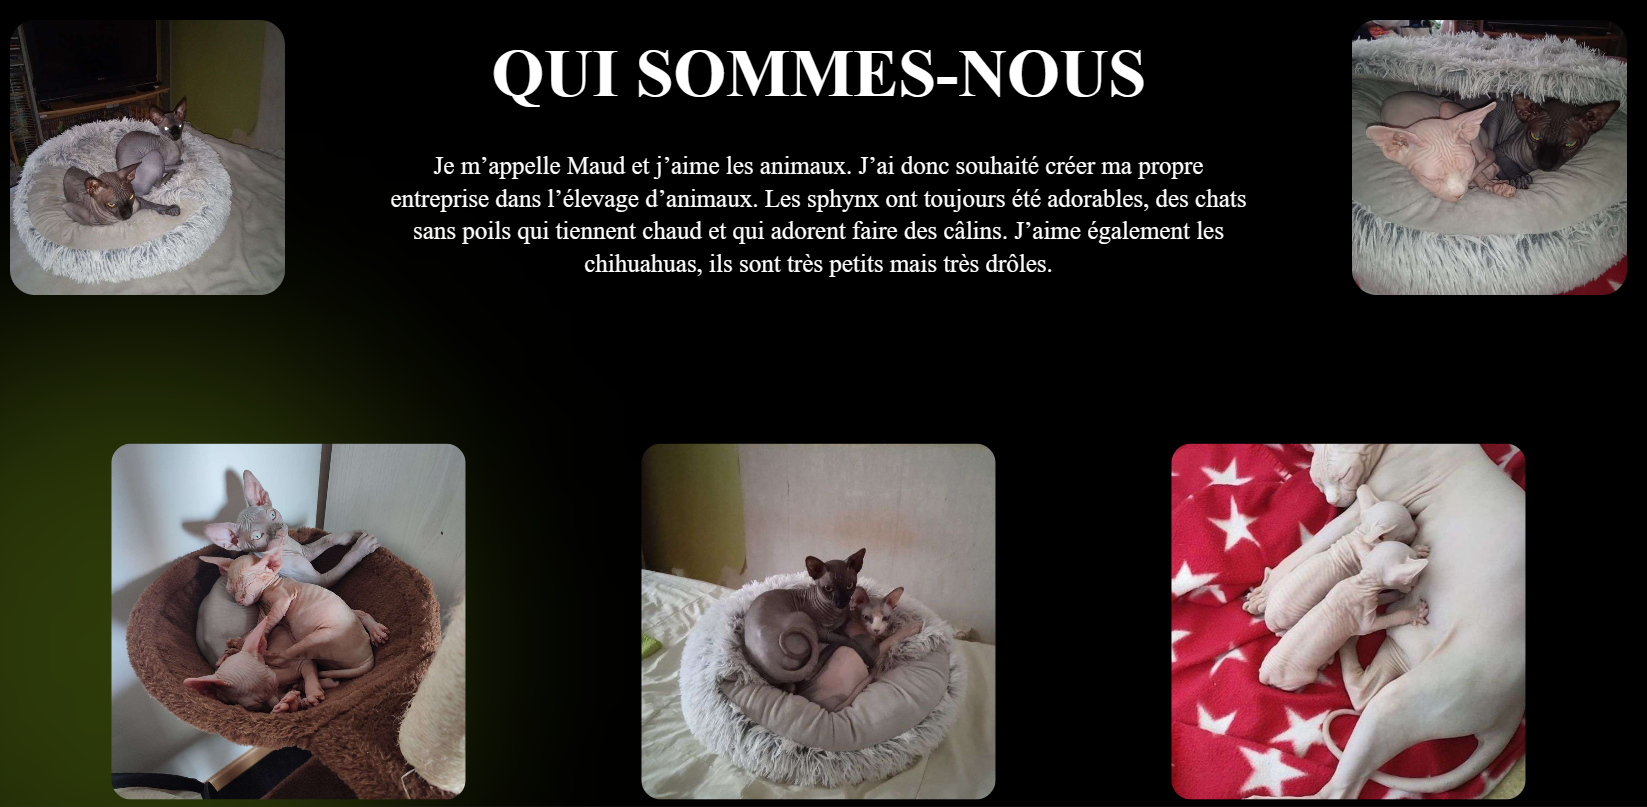 QUI SOMMES-NOUS
Je m’appelle Maud et j’aime les animaux. J’ai donc souhaité créer ma propre
entreprise dans l’élevage d’animaux. Les sphynx ont toujours été adorables, des chats
sans poils qui tiennent chaud et qui adorent faire des câlins. J’aime également les
chihuahuas, ils sont très petits mais très drôles.